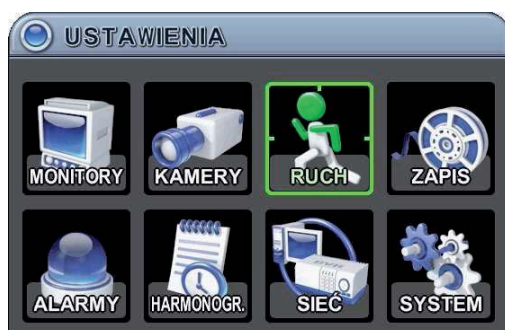 USTAWIENIA
MONITORY KAMERY RUCH ZAPIS
ALARMY HARMONOGR. SIEĆ SYSTEM